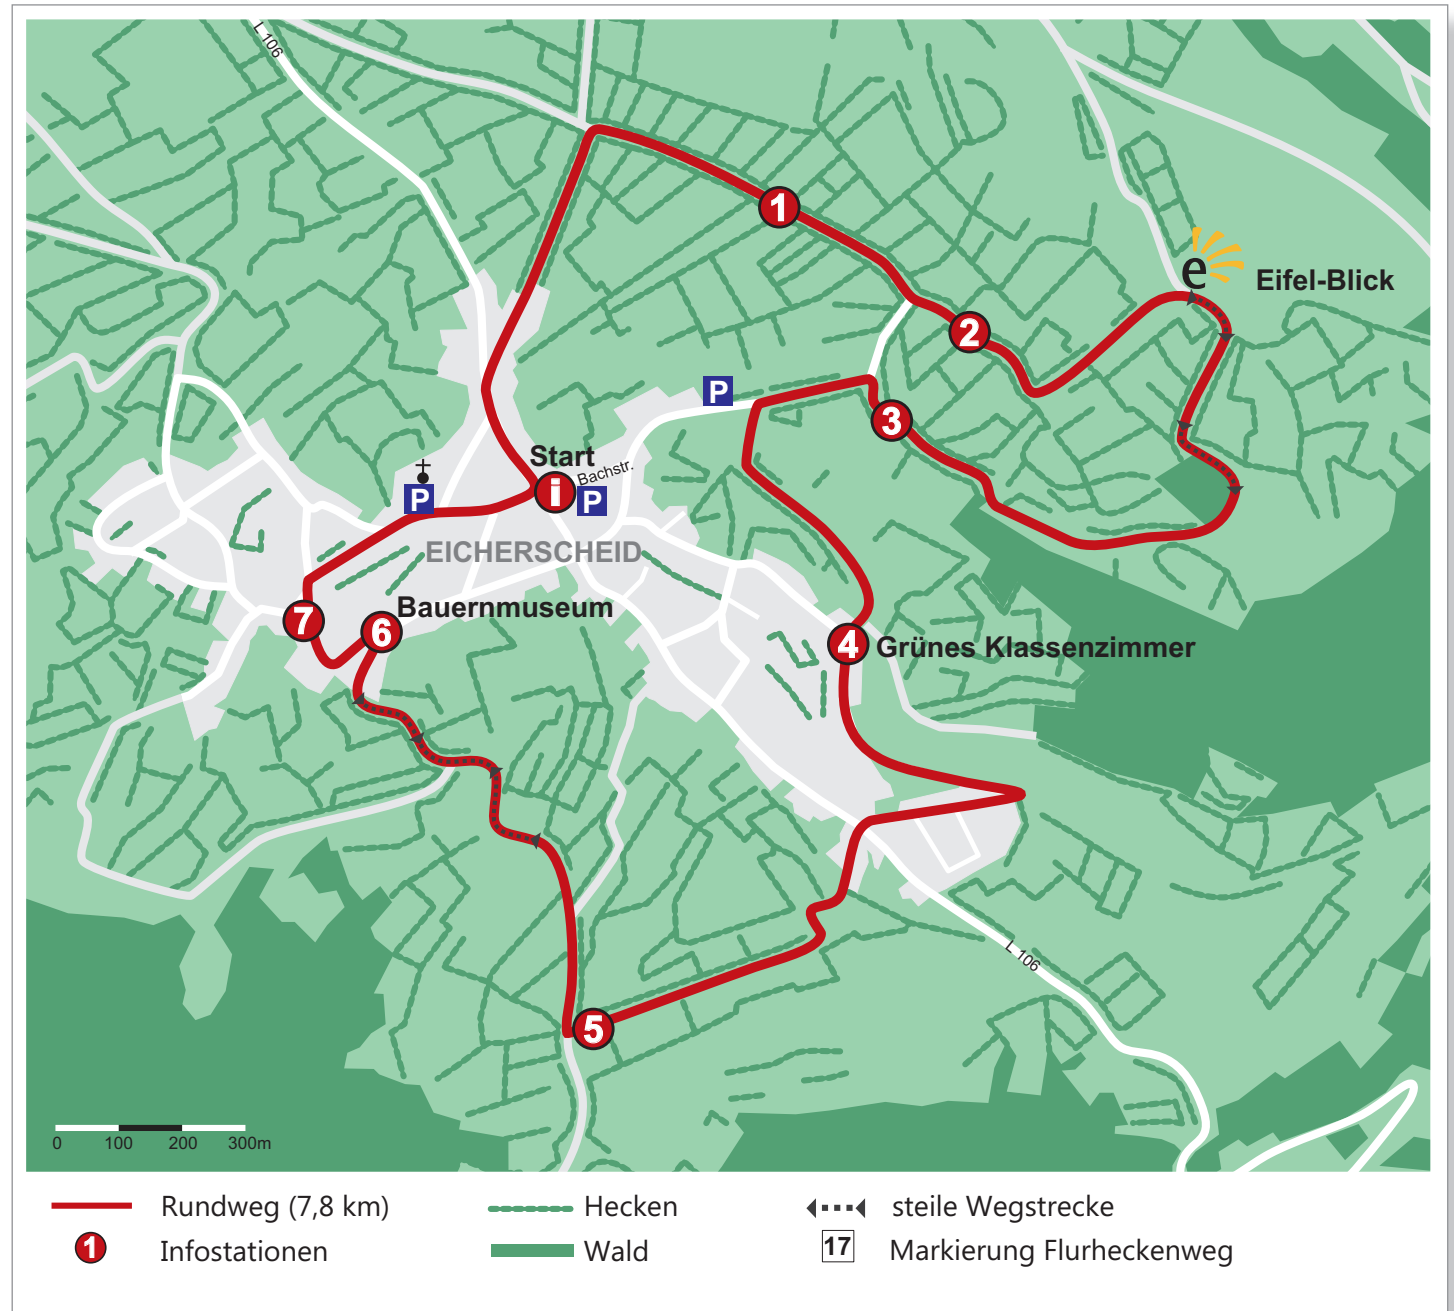 L 106
1
e
Eifel-Blick
2
P
3
Start
Bachstr.
i
P
P
EICHERSCHEID
Bauernmuseum
7
6
4
Grünes Klassenzimmer
L 106
5
0 100 200 300m
Rundweg (7,8 km)
Hecken
steile Wegstrecke
1
Infostationen
Wald
17
Markierung Flurheckenweg